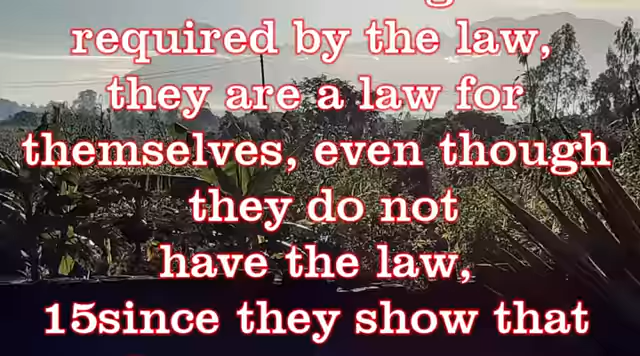 required by the law,
they are a law for
themselves, even though
they do not
have the law,
15since they show that